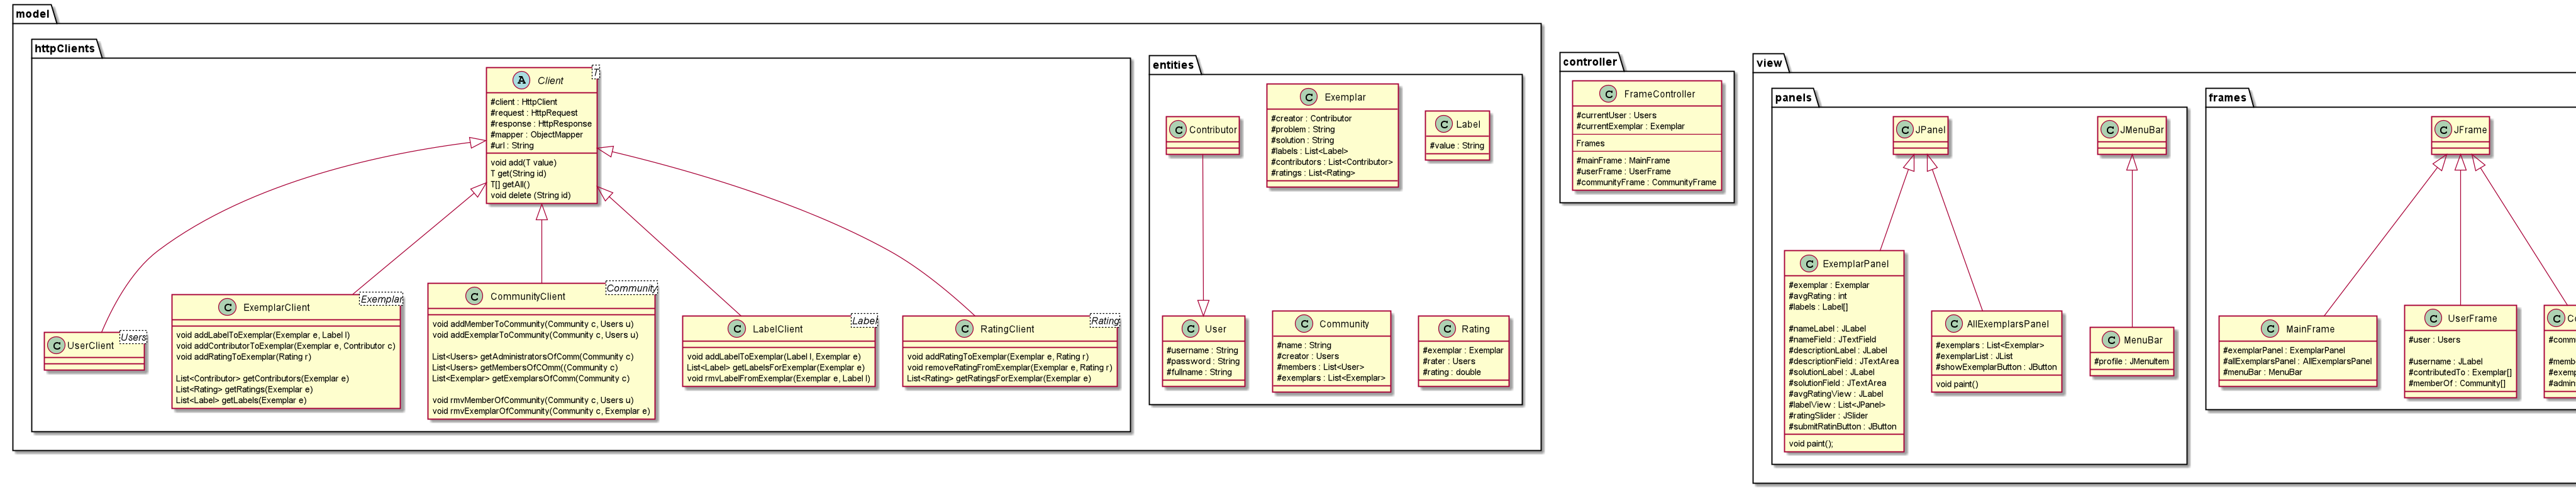 model
httpClients
A Client
T
#client : HttpClient
#request : HttpRequest
#response : HttpResponse
#mapper : ObjectMapper
#url : String
void add(T value)
T get(String id)
T[] getAll()
void delete (String id)
C UserClient
Users
C ExemplarClient
Exemplar
void addLabelToExemplar(Exemplar e, Label l)
void addContributorToExemplar(Exemplar e, Contributor c)
void addRatingToExemplar(Rating r)
List<Contributor> getContributors(Exemplar e)
List<Rating> getRatings(Exemplar e)
List<Label> getLabels(Exemplar e)
C CommunityClient
Community
void addMemberToCommunity(Community c, Users u)
void addExemplarToCommunity(Community c, Users u)
List<Users> getAdministratorsOfComm(Community c)
List<Users> getMembersOfComm((Community c)
List<Exemplar> getExemplarsOfComm(Community c)
void rmvMemberOfCommunity(Community c, Users u)
void rmvExemplarOfCommunity(Community c, Exemplar e)
C LabelClient
Label
void addLabelToExemplar(Label l, Exemplar e)
List<Label> getLabelsForExemplar(Exemplar e)
void rmvLabelFromExemplar(Exemplar e, Label l)
C RatingClient
Rating
void addRatingToExemplar(Exemplar e, Rating r)
void removeRatingFromExemplar(Exemplar e, Rating r)
List<Rating> getRatingsForExemplar(Exemplar e)
entities
C Contributor
C Exemplar
#creator : Contributor
#problem : String
#solution : String
#labels : List<Label>
#contributors : List<Contributor>
#ratings : List<Rating>
C Label
#value : String
C User
#username : String
#password : String
#fullname : String
C Community
#name : String
#creator : Users
#members : List<User>
#exemplars : List<Exemplar>
C Rating
#exemplar : Exemplar
#rater : Users
#rating : double
controller
C FrameController
#currentUser : Users
#currentExemplar : Exemplar
Frames
#mainFrame : MainFrame
#userFrame : UserFrame
#communityFrame : CommunityFrame
view
panels
C JPanel
C JMenuBar
C ExemplarPanel
#exemplar : Exemplar
#avgRating : int
#labels : Label[]
#nameLabel : JLabel
#nameField : JTextField
#descriptionLabel : JLabel
#descriptionField : JTextArea
#solutionLabel : JLabel
#solutionField : JTextArea
#avgRatingView : JLabel
#labelView : List<JPanel>
#ratingSlider : JSlider
#submitRatinButton : JButton
void paint();
C AllExemplarsPanel
#exemplars : List<Exemplar>
#exemplarList : JList
#showExemplarButton : JButton
void paint()
C MenuBar
#profile : JMenuItem
frames
C JFrame
C MainFrame
#exemplarPanel : ExemplarPanel
#allExemplarsPanel : AllExemplarsPanel
#menuBar : MenuBar
C UserFrame
#user : Users
#username : JLabel
#contributedTo : Exemplar[]
#memberOf : Community[]
C Co
#commu
#memb
#exemp
#admin